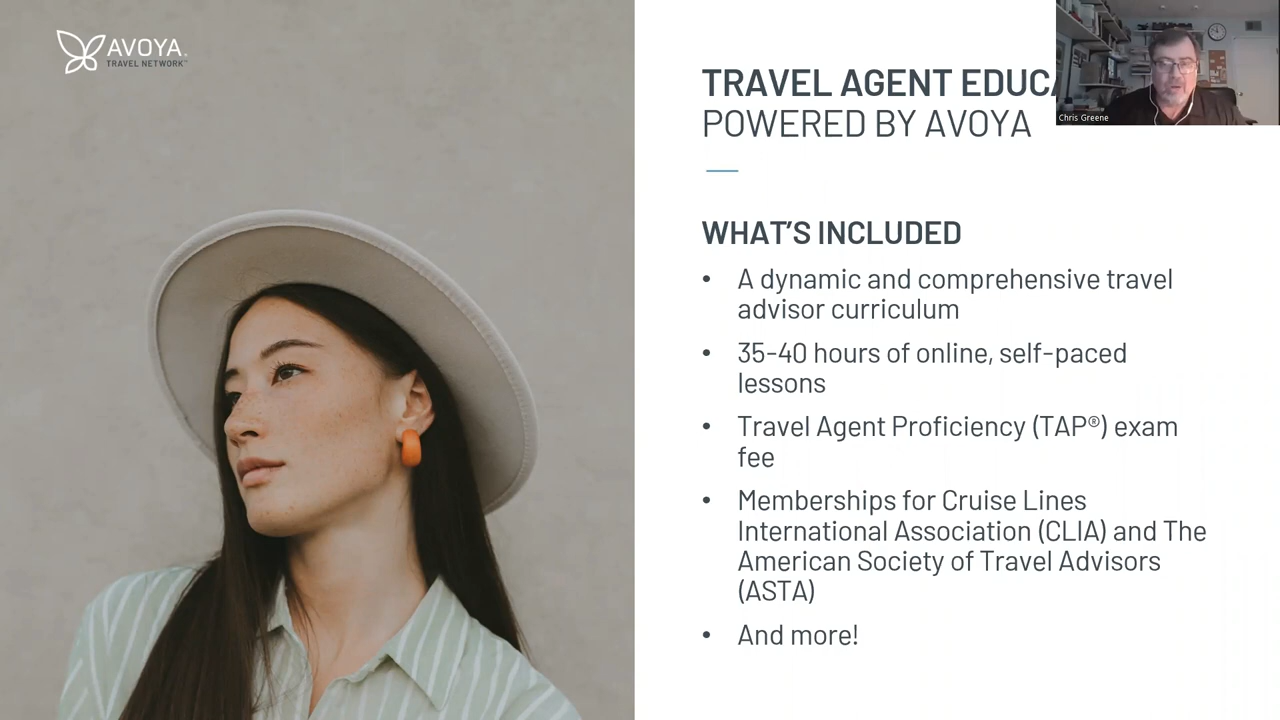 AVOYA
TRAVEL NETWORK™
TRAVEL AGENT EDUC
POWERED BY AVOYA
Chris Greene
WHAT'S INCLUDED
• A dynamic and comprehensive travel
advisor curriculum
• 35-40 hours of online, self-paced
lessons
• Travel Agent Proficiency (TAP®) exam
fee
• Memberships for Cruise Lines
International Association (CLIA) and The
American Society of Travel Advisors
(ASTA)
• And more!